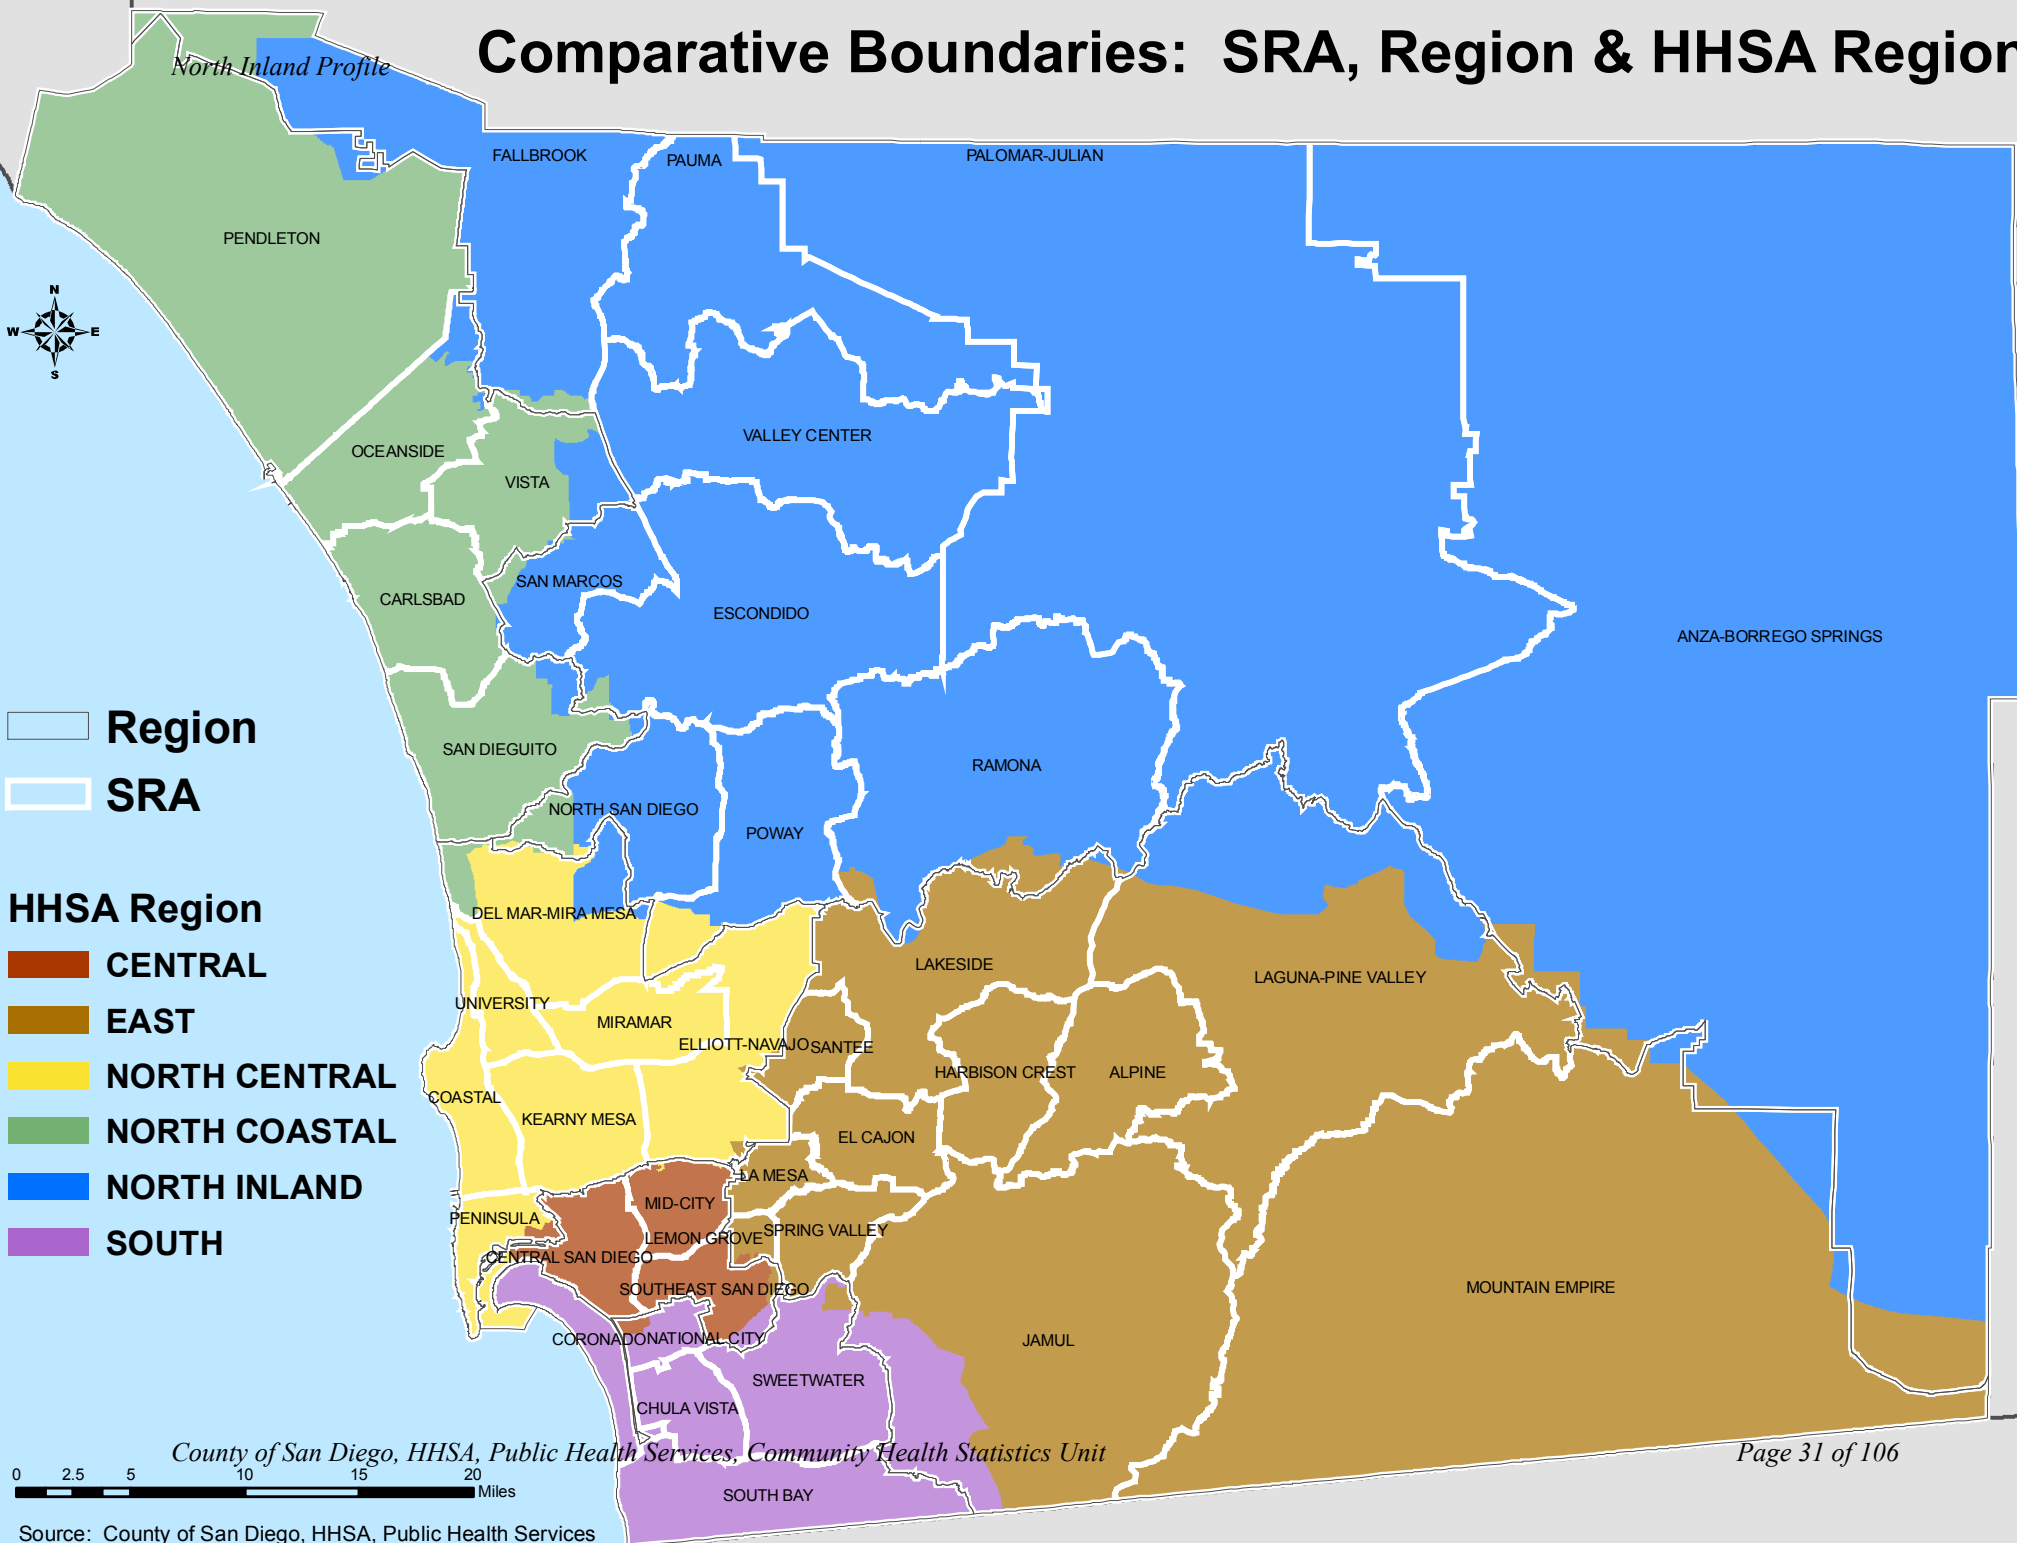 Comparative Boundaries: SRA, Region & HHSA Region
North Inland Profile
FALLBROOK
PAUMA
PALOMAR-JULIAN
PENDLETON
N
W E
S
VALLEY CENTER
OCEANSIDE
VISTA
SAN MARCOS
CARLSBAD
ESCONDIDO
ANZA-BORREGO SPRINGS
Region
SRA
SAN DIEGUITO
RAMONA
NORTH SAN DIEGO
POWAY
HHSA Region
CENTRAL
EAST
NORTH CENTRAL
NORTH COASTAL
NORTH INLAND
SOUTH
DEL MAR-MIRA MESA
LAKESIDE
LAGUNA-PINE VALLEY
UNIVERSITY
MIRAMAR
ELLIOTT-NAVAJO
SANTEE
HARBISON CREST
ALPINE
COASTAL
KEARNY MESA
EL CAJON
LA MESA
MID-CITY
PENINSULA
SPRING VALLEY
LEMON GROVE
CENTRAL SAN DIEGO
SOUTHEAST SAN DIEGO
MOUNTAIN EMPIRE
CORONADO
NATIONAL CITY
JAMUL
SWEETWATER
CHULA VISTA
SOUTH BAY
County of San Diego, HHSA, Public Health Services, Community Health Statistics Unit
Page 31 of 106
0 2.5 5 10 15 20
Miles
Source: County of San Diego, HHSA, Public Health Services